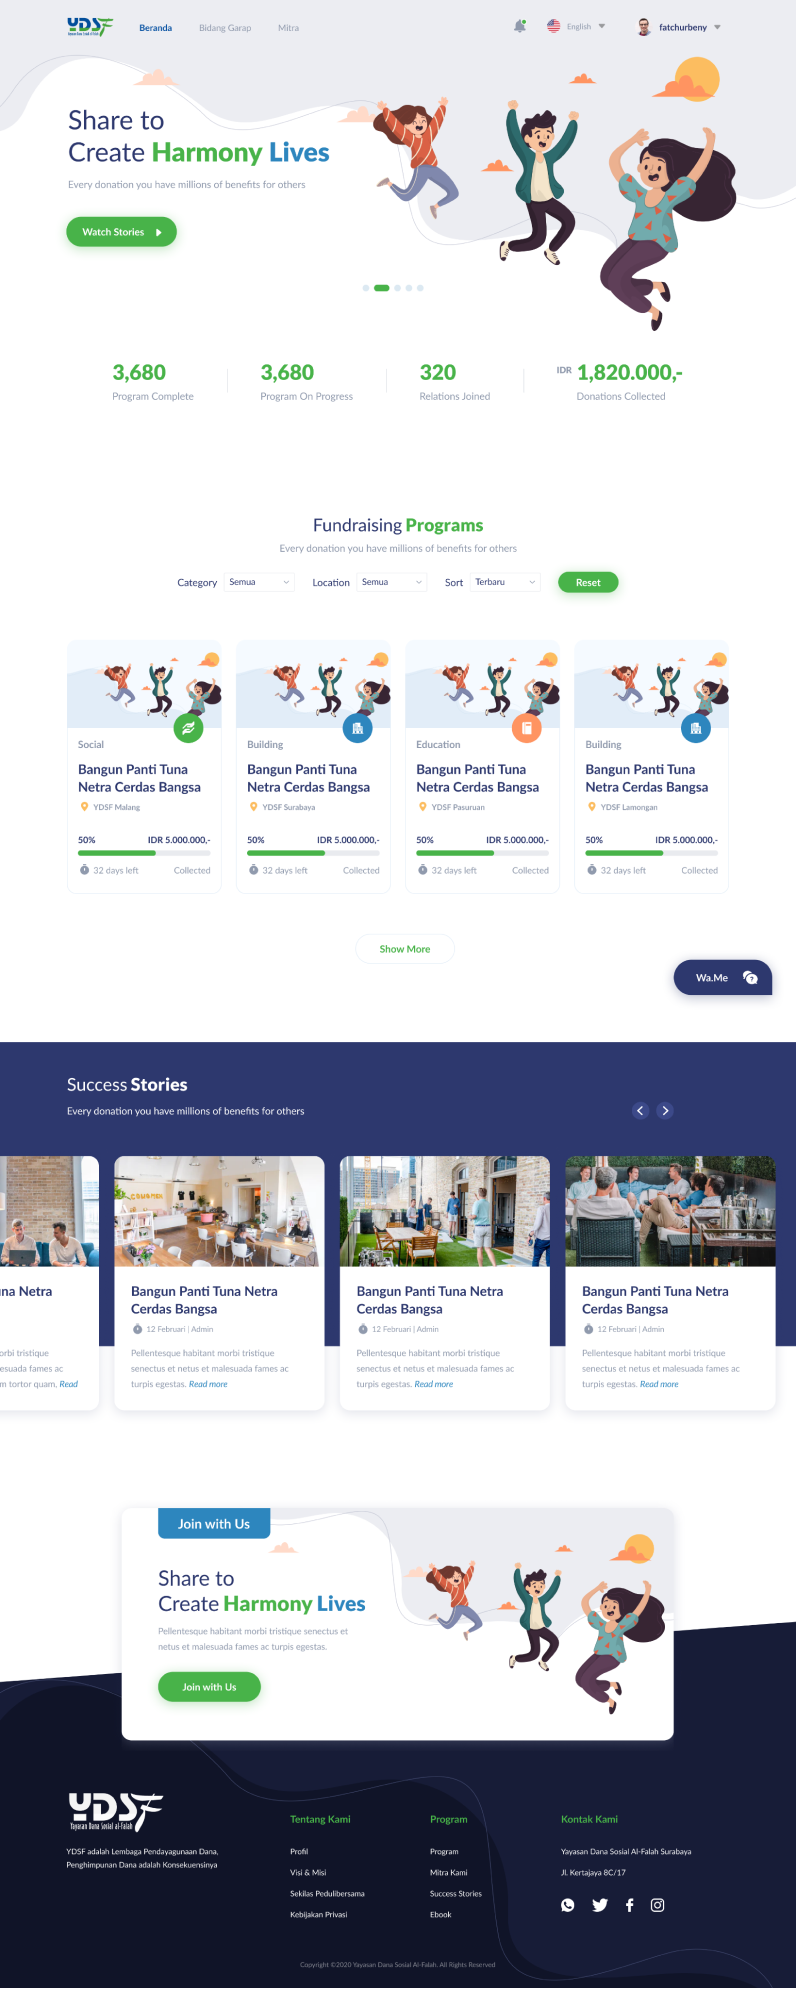 YDSF
Yayasan Dana Sosial al-Falah
Beranda
Bidang Garap
Mitra
English
fatchurbeny
Share to
Create Harmony Lives
Every donation you have millions of benefits for others
Watch Stories
3,680
Program Complete
3,680
Program On Progress
320
Relations Joined
IDR 1,820.000,-
Donations Collected
Fundraising Programs
Every donation you have millions of benefits for others
Category
Semua
Location
Semua
Sort
Terbaru
Reset
Social
Bangun Panti Tuna
Netra Cerdas Bangsa
YDSF Malang
50%
IDR 5.000.000,-
32 days left
Collected
Building
Bangun Panti Tuna
Netra Cerdas Bangsa
YDSF Surabaya
50%
IDR 5.000.000,-
32 days left
Collected
Education
Bangun Panti Tuna
Netra Cerdas Bangsa
YDSF Pasuruan
50%
IDR 5.000.000,-
32 days left
Collected
Building
Bangun Panti Tuna
Netra Cerdas Bangsa
YDSF Lamongan
50%
IDR 5.000.000,-
32 days left
Collected
Show More
Wa.Me
Success Stories
Every donation you have millions of benefits for others
una Netra
orbi tristique
esuada fames ac
m tortor quam, Read
Bangun Panti Tuna Netra
Cerdas Bangsa
12 Februari | Admin
Pellentesque habitant morbi tristique
senectus et netus et malesuada fames ac
turpis egestas. Read more
Bangun Panti Tuna Netra
Cerdas Bangsa
12 Februari | Admin
Pellentesque habitant morbi tristique
senectus et netus et malesuada fames ac
turpis egestas. Read more
Bangun Panti Tuna Netra
Cerdas Bangsa
12 Februari | Admin
Pellentesque habitant morbi tristique
senectus et netus et malesuada fames ac
turpis egestas. Read more
Join with Us
Share to
Create Harmony Lives
Pellentesque habitant morbi tristique senectus et
netus et malesuada fames ac turpis egestas.
Join with Us
YDSF
Yayasan Dana Sosial al-Falah
YDSF adalah Lembaga Pendayagunaan Dana,
Penghimpunan Dana adalah Konsekuensinya
Tentang Kami
Profil
Visi & Misi
Sekilas Pedulibersama
Kebijakan Privasi
Program
Program
Mitra Kami
Success Stories
Ebook
Kontak Kami
Yayasan Dana Sosial Al-Falah Surabaya
Jl. Kertajaya 8C/17
Copyright ©2020 Yayasan Dana Sosial Al-Falah. All Rights Reserved